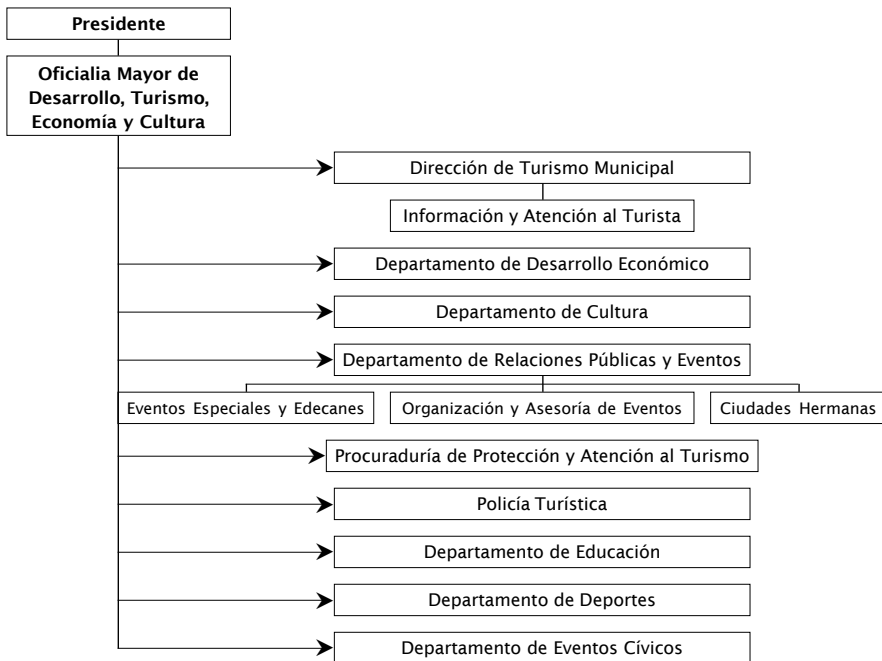 Presidente
Oficialia Mayor de
Desarrollo, Turismo,
Economía y Cultura
Dirección de Turismo Municipal
Información y Atención al Turista
Departamento de Desarrollo Económico
Departamento de Cultura
Departamento de Relaciones Públicas y Eventos
Eventos Especiales y Edecanes
Organización y Asesoría de Eventos
Ciudades Hermanas
Procuraduría de Protección y Atención al Turismo
Policía Turística
Departamento de Educación
Departamento de Deportes
Departamento de Eventos Cívicos